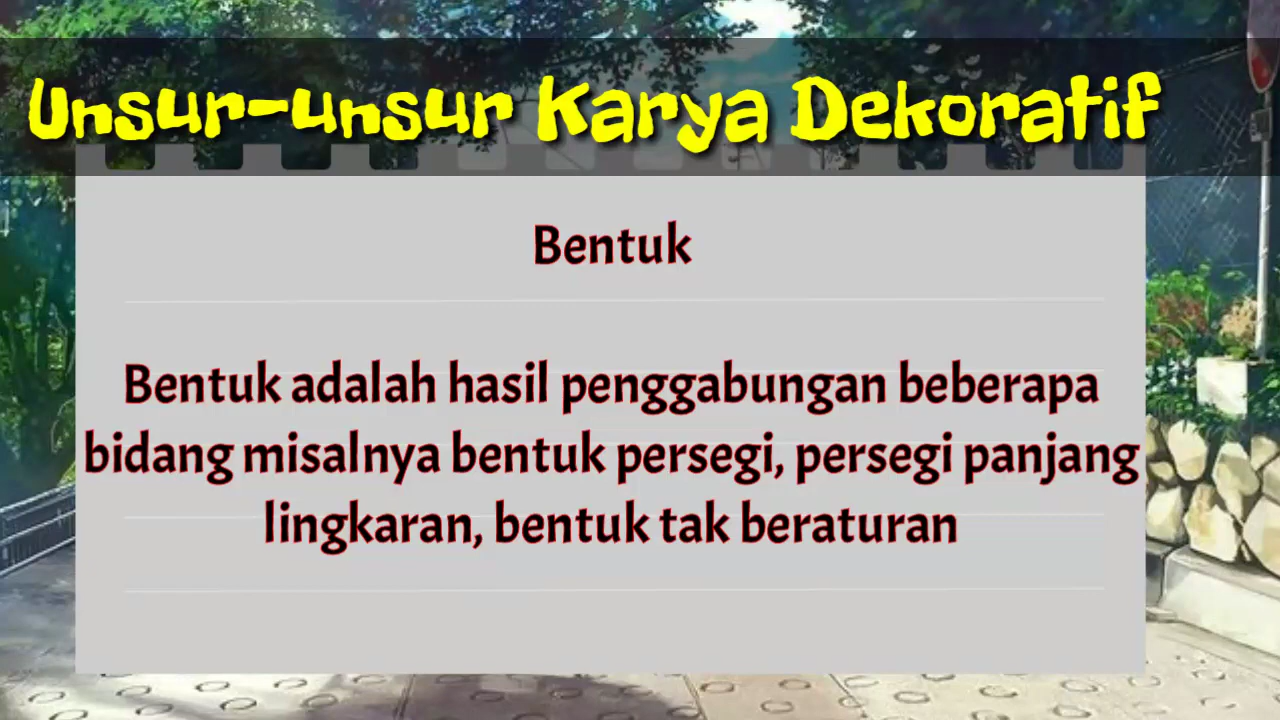 Unsur-unsur Karya Dekoratif
Bentuk
Bentuk adalah hasil penggabungan beberapa
bidang misalnya bentuk persegi, persegi panjang
lingkaran, bentuk tak beraturan